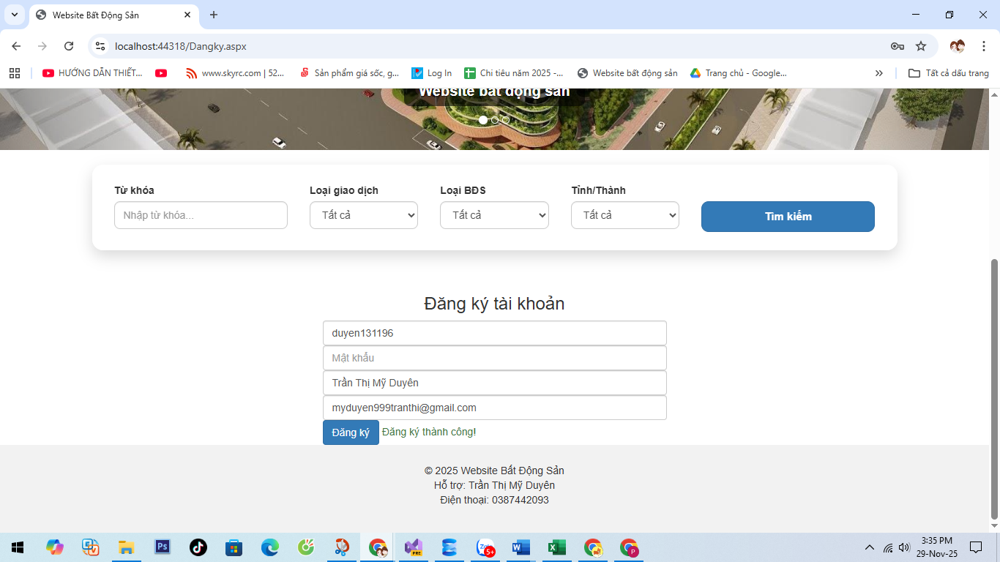 Website Bất Động Sản
localhost:44318/Dangky.aspx
HƯỚNG DẪN THIẾT...
www.skyrc.com | 52...
Sản phẩm giá sốc, g...
Log In
Chi tiêu năm 2025 -...
Website bất động sản
Trang chủ - Google...
Tất cả dấu trang
Website bất động sản
Từ khóa
Loại giao dịch
Loại BĐS
Tỉnh/Thành
Nhập từ khóa...
Tất cả
Tất cả
Tất cả
Tìm kiếm
Đăng ký tài khoản
duyen131196
Mật khẩu
Trần Thị Mỹ Duyên
myduyen999tranthi@gmail.com
Đăng ký Đăng ký thành công!
© 2025 Website Bất Động Sản
Hỗ trợ: Trần Thị Mỹ Duyên
Điện thoại: 0387442093
Ps
PRE
5+
P
3:35 PM
29-Nov-25